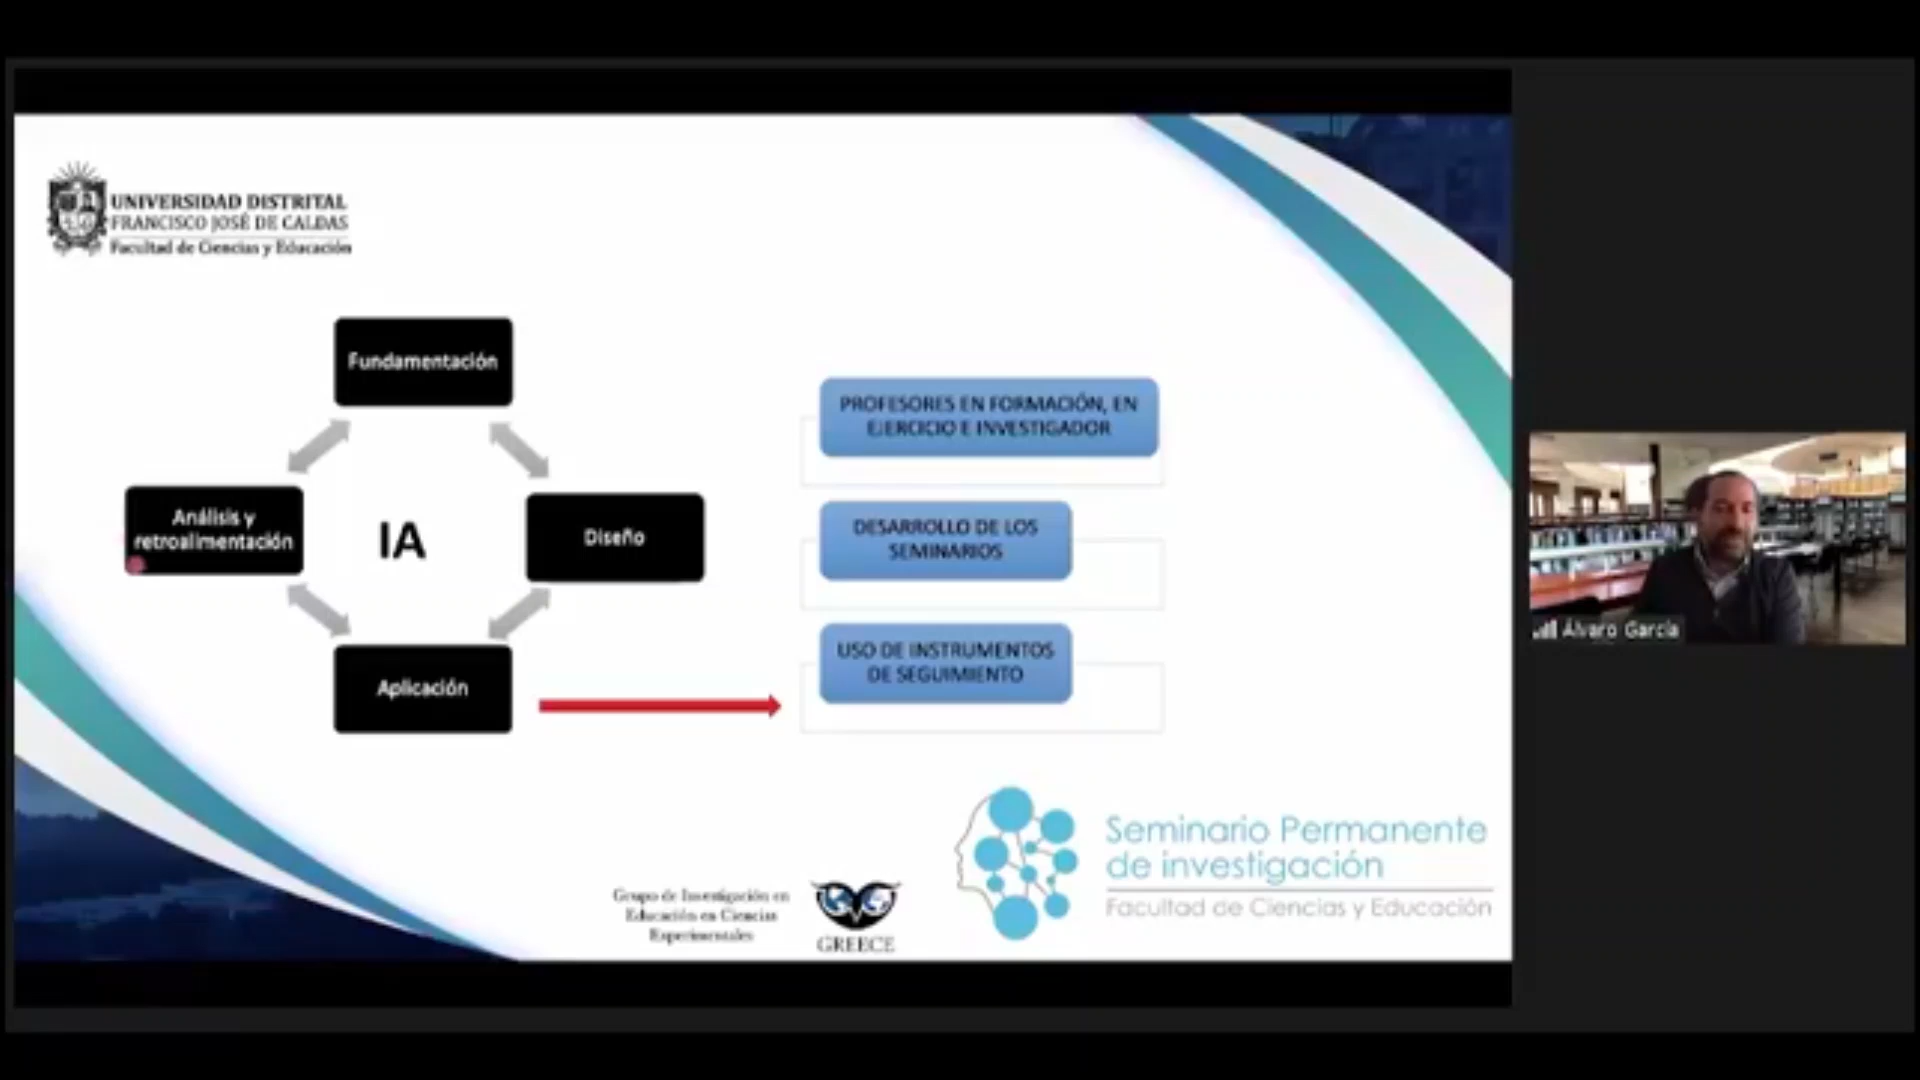 UNIVERSIDAD DISTRITAL
FRANCISCO JOSÉ DE CALDAS
Facultad de Ciencias y Educación
Fundamentación
Análisis y
retroalimentación
IA
Diseño
Aplicación
PROFESORES EN FORMACIÓN, EN
EJERCICIO E INVESTIGADOR
DESARROLLO DE LOS
SEMINARIOS
USO DE INSTRUMENTOS
DE SEGUIMIENTO
Grupo de Investigación en
Educación en Ciencias
Experimentales
GREECE
Seminario Permanente
de investigación
Facultad de Ciencias y Educación
Álvaro García